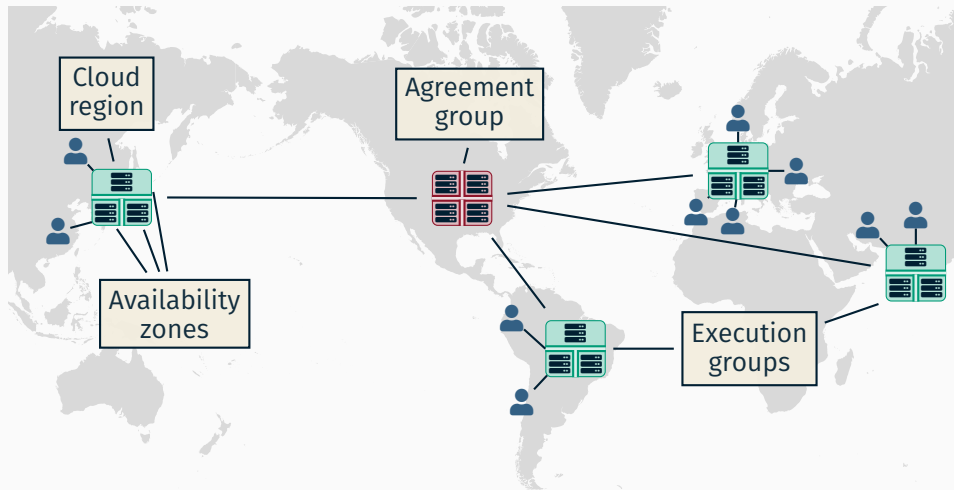 Cloud
region
Agreement
group
Availability
zones
Execution
groups